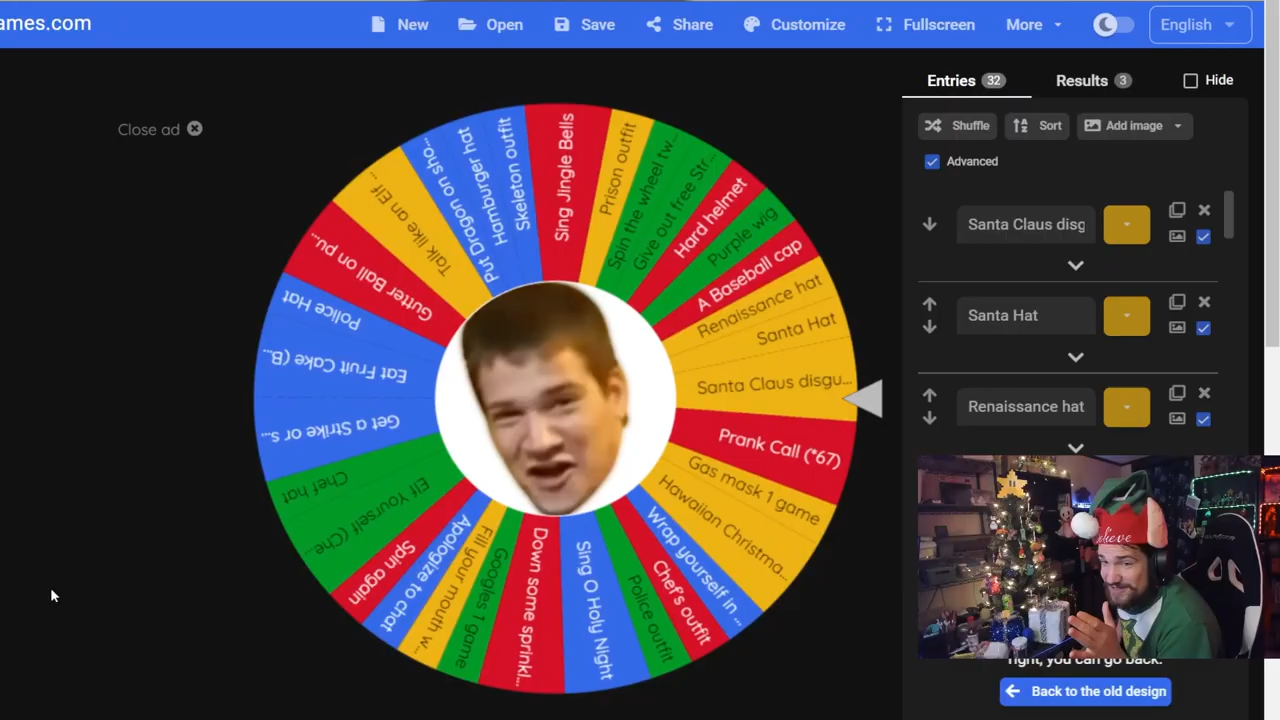 ames.com
New
Open
Save
Share
Customize
Fullscreen
More
English
Close ad
Entries 32
Results 3
Hide
Shuffle
Sort
Add image
Advanced
Santa Claus disg
Santa Hat
Renaissance hat
Sing Jingle Bells
Prison outfit
Spin the wheel tw...
Give out free Str...
Hard helmet
Purple wig
A Baseball cap
Renaissance hat
Santa Hat
Santa Claus disgu...
Prank Call (*67)
Gas mask 1 game
Hawaiian Christma...
Wrap yourself in ...
Chef's outfit
Police outfit
Sing O Holy Night
Down some sprinkl...
Googles 1 game
Fill your mouth w...
Apologize to chat
Spin again
Elf Yourself (Che...
Chef hat
Get a Strike or s...
Eat Fruit Cake (B...
Police Hat
Gutter Ball on pu...
Talk like an Elf ...
Put Dragon on sho...
Hamburger hat
Skeleton outfit
Believe
right, you can go back.
Back to the old design